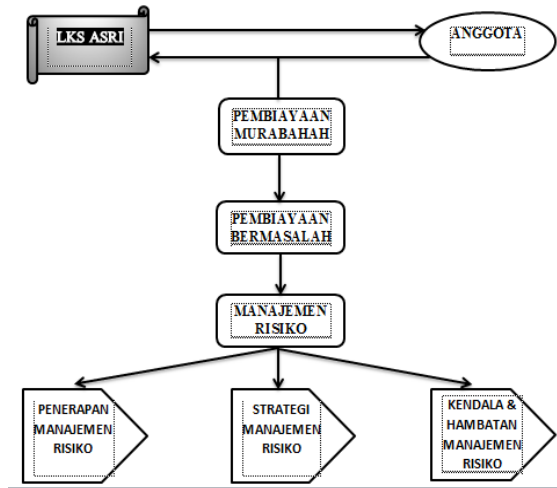 LKS ASRI
ANGGOTA
PEMBIAYAAN
MURABAHAH
PEMBIAYAAN
BERMASALAH
MANAJEMEN
RISIKO
PENERAPAN
MANAJEMEN
RISIKO
STRATEGI
MANAJEMEN
RISIKO
KENDALA &
HAMBATAN
MANAJEMEN
RISIKO